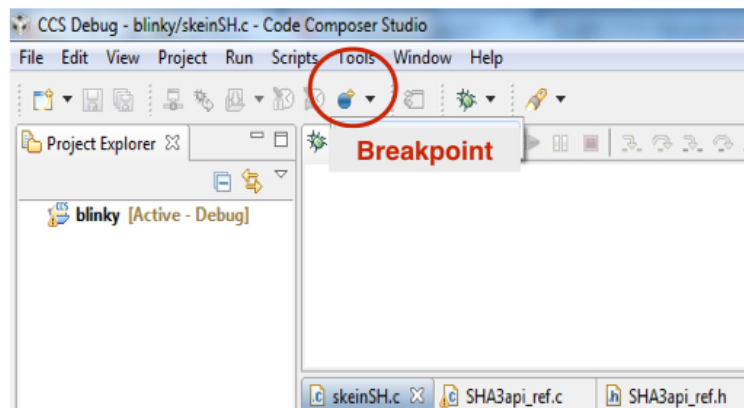 CCS Debug - blinky/skeinSH.c - Code Composer Studio
File Edit View Project Run Scripts Tools Window Help
Project Explorer
Breakpoint
CCS
blinky [Active - Debug]
.c skeinSH.c .c SHA3api_ref.c .h SHA3api_ref.h